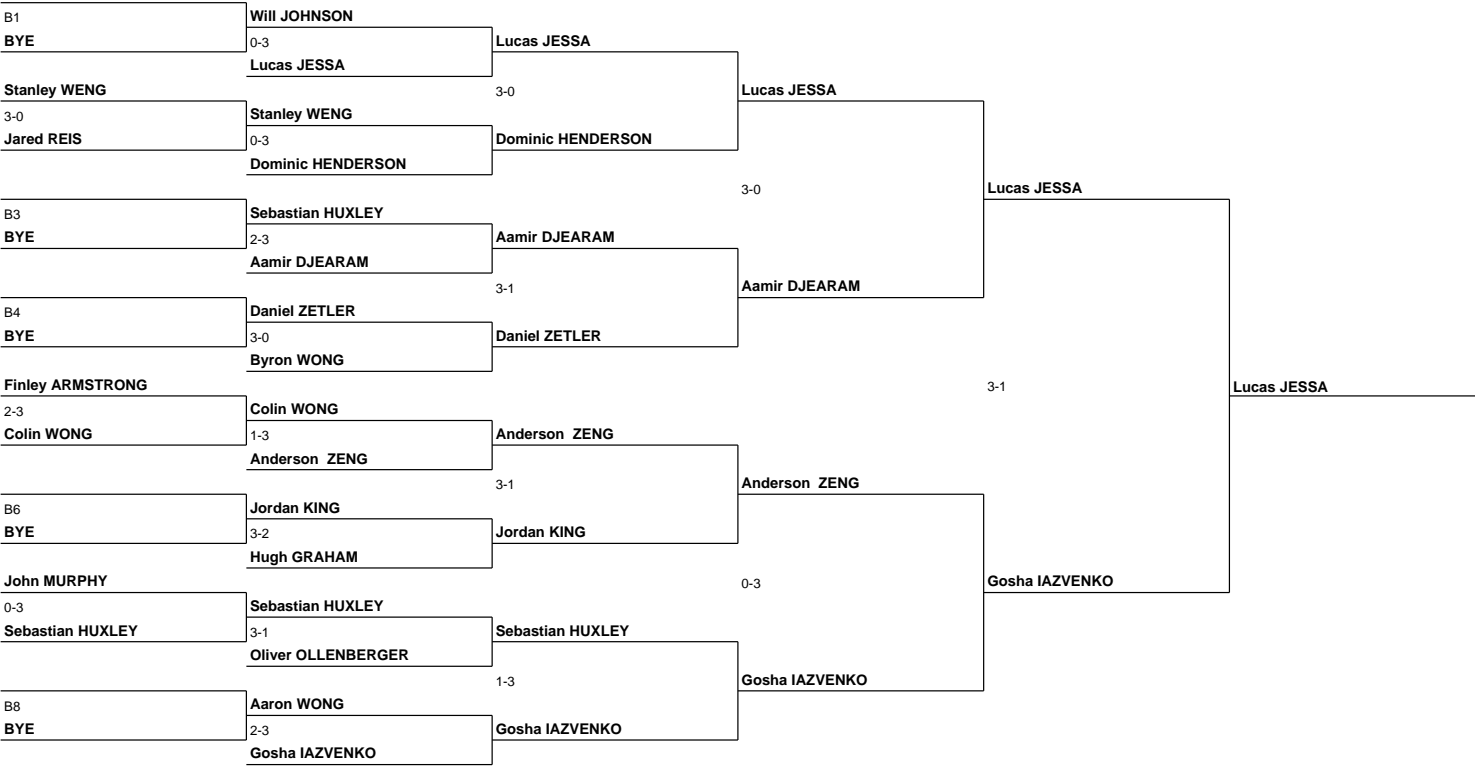 B1
BYE
Stanley WENG
3-0
Jared REIS
B3
BYE
B4
BYE
Finley ARMSTRONG
2-3
Colin WONG
B6
BYE
John MURPHY
0-3
Sebastian HUXLEY
B8
BYE
Will JOHNSON
0-3
Lucas JESSA
Stanley WENG
0-3
Dominic HENDERSON
Sebastian HUXLEY
2-3
Aamir DJEARAM
Daniel ZETLER
3-0
Byron WONG
Colin WONG
1-3
Anderson ZENG
Jordan KING
3-2
Hugh GRAHAM
Sebastian HUXLEY
3-1
Oliver OLLENBERGER
Aaron WONG
2-3
Gosha IAZVENKO
Lucas JESSA
3-0
Dominic HENDERSON
Aamir DJEARAM
3-1
Daniel ZETLER
Anderson ZENG
3-1
Jordan KING
Sebastian HUXLEY
1-3
Gosha IAZVENKO
Lucas JESSA
3-0
Aamir DJEARAM
Anderson ZENG
0-3
Gosha IAZVENKO
Lucas JESSA
3-1
Gosha IAZVENKO
Lucas JESSA